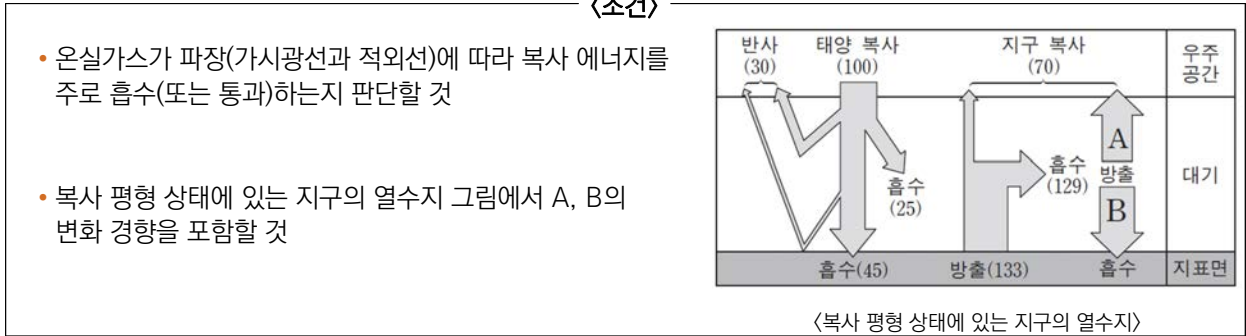 <조건>
• 온실가스가 파장(가시광선과 적외선)에 따라 복사 에너지를
주로 흡수(또는 통과)하는지 판단할 것
• 복사 평형 상태에 있는 지구의 열수지 그림에서 A, B의
변화 경향을 포함할 것
반사
(30)
태양 복사
(100)
지구 복사
(70)
우주
공간
흡수
(25)
흡수
(129)
A
방출
B
대기
흡수(45)
방출(133)
흡수
지표면
<복사 평형 상태에 있는 지구의 열수지>